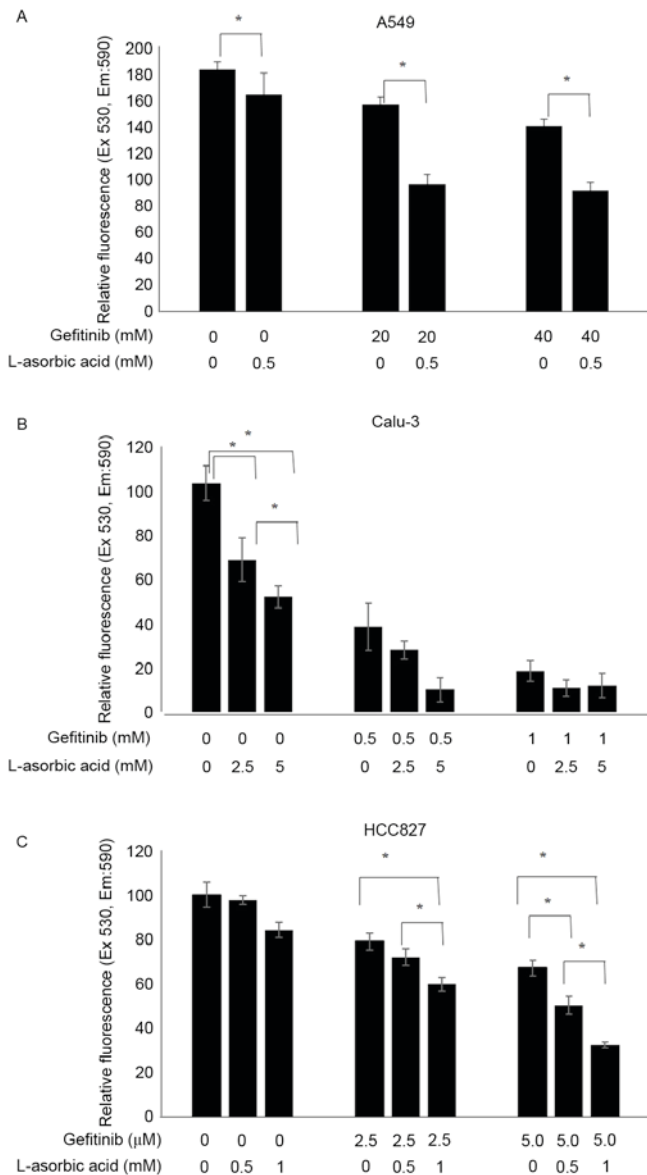 A
A549
*
*
*
Relative fluorescence (Ex 530, Em:590)
200
180
160
140
120
100
80
60
40
20
0
Gefitinib (mM) 0 0 20 20 40 40
L-asorbic acid (mM) 0 0.5 0 0.5 0 0.5
B
Calu-3
*
*
*
Relative fluorescence (Ex 530, Em:590)
120
100
80
60
40
20
0
Gefitinib (mM) 0 0 0 0.5 0.5 0.5 1 1 1
L-asorbic acid (mM) 0 2.5 5 0 2.5 5 0 2.5 5
C
HCC827
*
*
*
*
*
Relative fluorescence (Ex 530, Em:590)
120
100
80
60
40
20
0
Gefitinib (μM) 0 0 0 2.5 2.5 2.5 5.0 5.0 5.0
L-asorbic acid (mM) 0 0.5 1 0 0.5 1 0 0.5 1